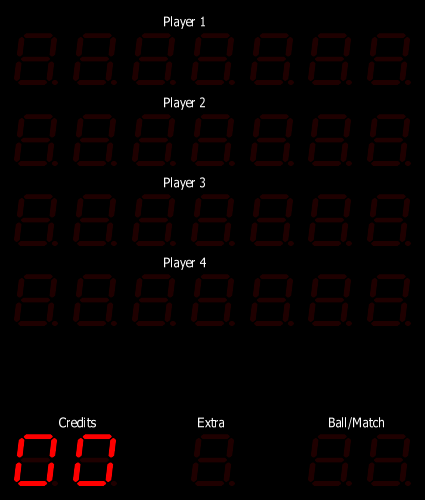 Player 1
Player 2
Player 3
Player 4
Credits Extra Ball/Match
00